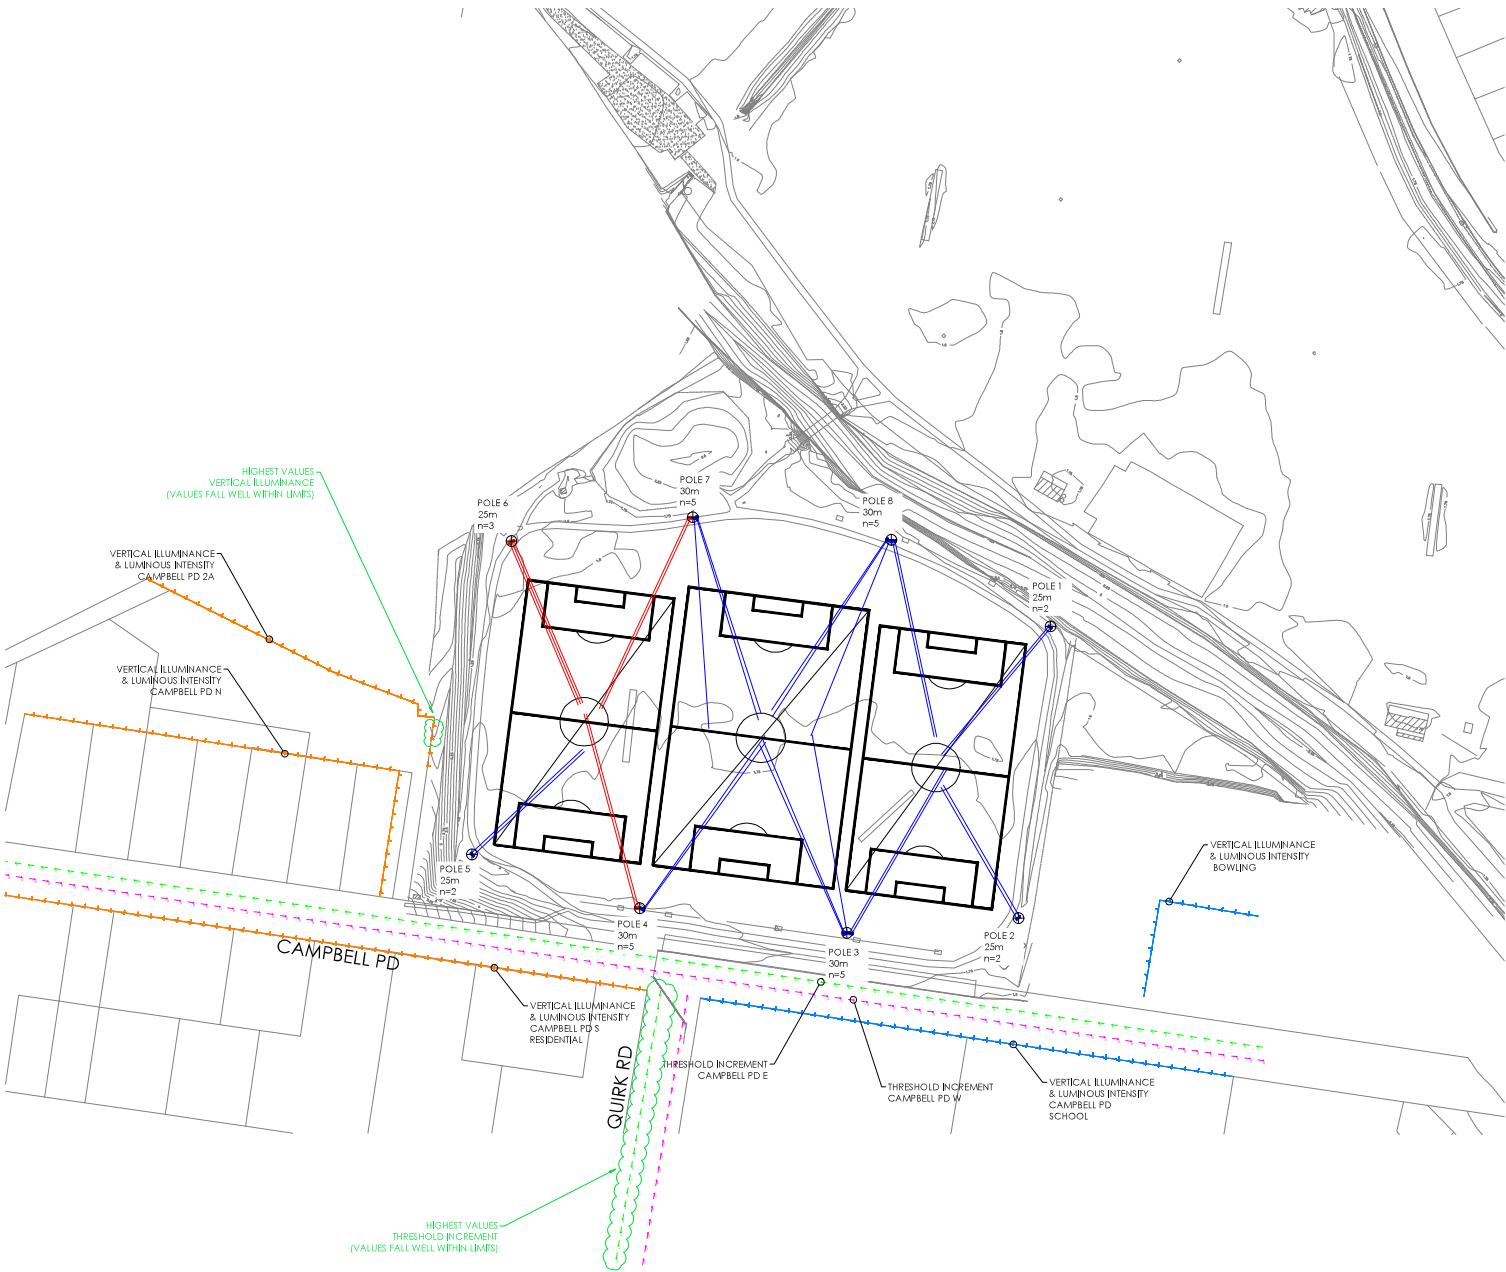 HIGHEST VALUES
VERTICAL ILLUMINANCE
(VALUES FALL WELL WITHIN LIMITS)
POLE 7
30m
n=5
POLE 6
25m
n=3
POLE 8
30m
n=5
VERTICAL ILLUMINANCE
& LUMINOUS INTENSITY
CAMPBELL PD 2A
POLE 1
25m
n=2
VERTICAL ILLUMINANCE
& LUMINOUS INTENSITY
CAMPBELL PD N
POLE 5
25m
n=2
VERTICAL ILLUMINANCE
& LUMINOUS INTENSITY
BOWLING
POLE 4
30m
n=5
POLE 3
30m
n=5
POLE 2
25m
n=2
CAMPBELL PD
VERTICAL ILLUMINANCE
& LUMINOUS INTENSITY
CAMPBELL PD S
RESIDENTIAL
QUIRK RD
THRESHOLD INCREMENT
CAMPBELL PD E
THRESHOLD INCREMENT
CAMPBELL PD W
VERTICAL ILLUMINANCE
& LUMINOUS INTENSITY
CAMPBELL PD
SCHOOL
HIGHEST VALUES
THRESHOLD INCREMENT
(VALUES FALL WELL WITHIN LIMITS)